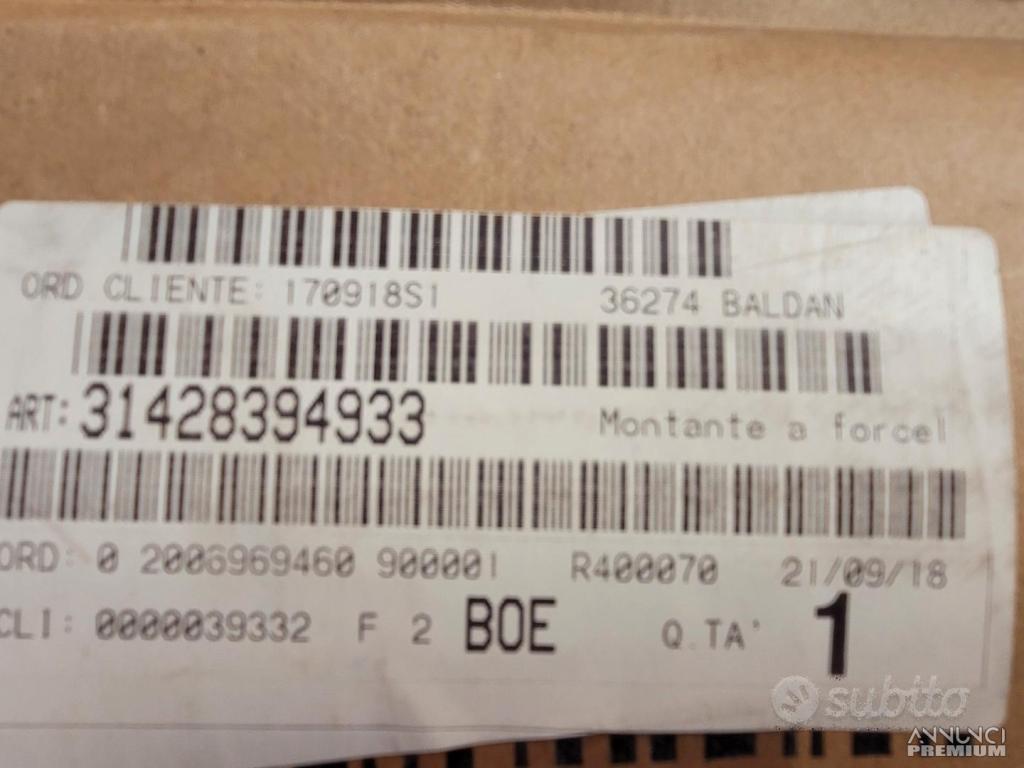 ORD CLIENTE: 170918S1 36274 BALDAN
ART: 31428394933 Montante a forcel
ORD: 0 2006969460 900001 R400070 21/09/18
CLI: 0000039332 F 2 BOE Q.TA' 1
subito
ANNUNCI
PREMIUM